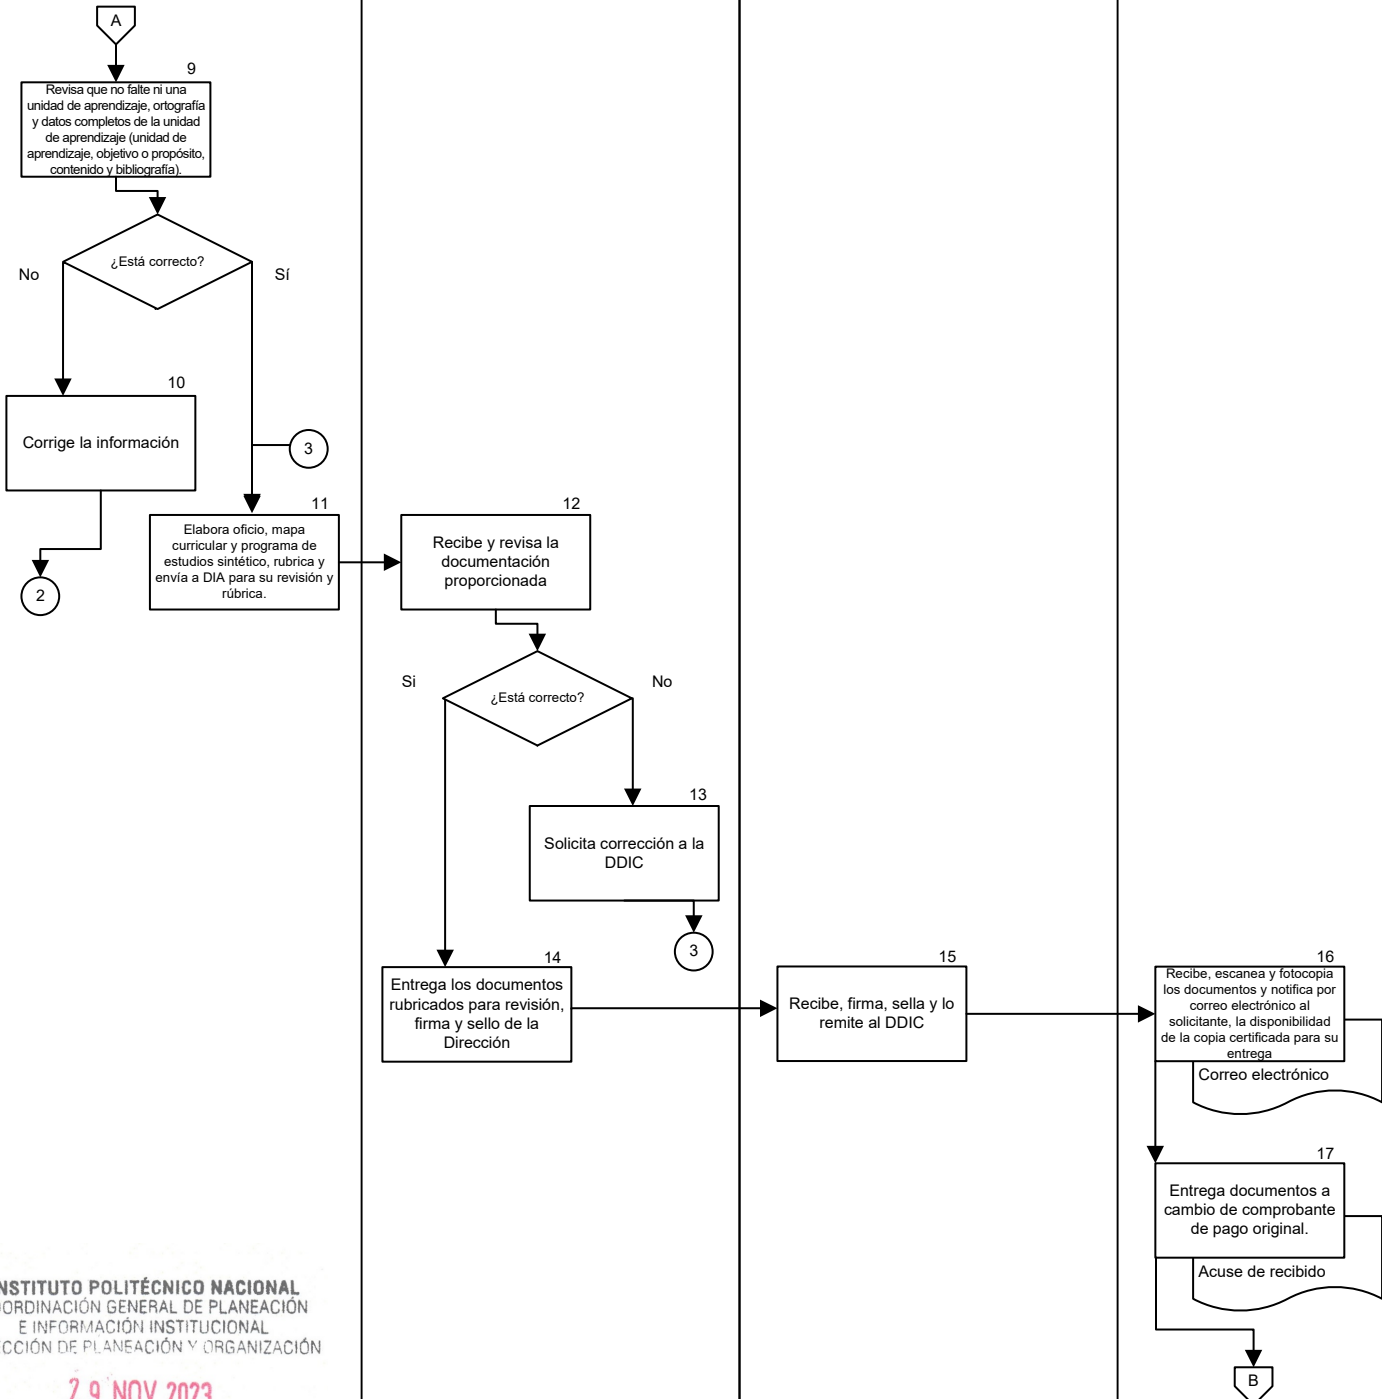 A
9
Revisa que no falte ni una
unidad de aprendizaje, ortografía
y datos completos de la unidad
de aprendizaje (unidad de
aprendizaje, objetivo o propósito,
contenido y bibliografía).
¿Está correcto?
No
Sí
10
Corrige la información
3
2
11
Elabora oficio, mapa
curricular y programa de
estudios sintético, rubrica y
envía a DIA para su revisión y
rúbrica.
12
Recibe y revisa la
documentación
proporcionada
¿Está correcto?
Si
No
13
Solicita corrección a la
DDIC
3
14
Entrega los documentos
rubricados para revisión,
firma y sello de la
Dirección
15
Recibe, firma, sella y lo
remite al DDIC
16
Recibe, escanea y fotocopia
los documentos y notifica por
correo electrónico al
solicitante, la disponibilidad
de la copia certificada para su
entrega
Correo electrónico
17
Entrega documentos a
cambio de comprobante
de pago original.
Acuse de recibido
B
NSTITUTO POLITÉCNICO NACIONAL
ORDINACIÓN GENERAL DE PLANEACIÓN
E INFORMACIÓN INSTITUCIONAL
CCIÓN DE PLANEACIÓN Y ORGANIZACIÓN
29 NOV 2023